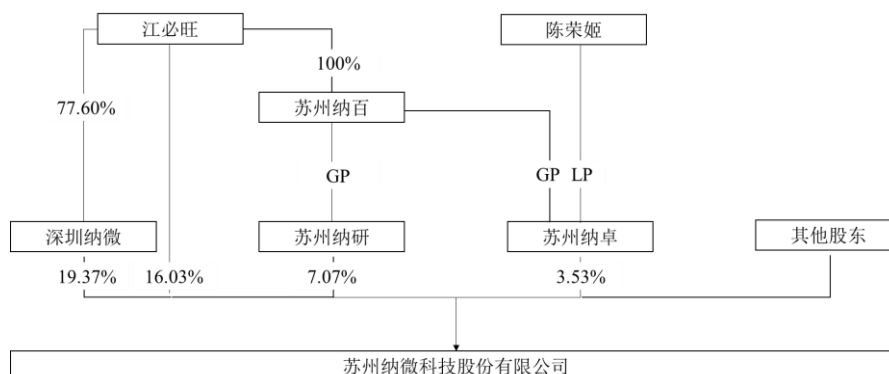 江必旺
陈荣姬
100%
77.60%
苏州纳百
GP
GP
LP
深圳纳微
苏州纳研
苏州纳卓
其他股东
19.37%
16.03%
7.07%
3.53%
苏州纳微科技股份有限公司